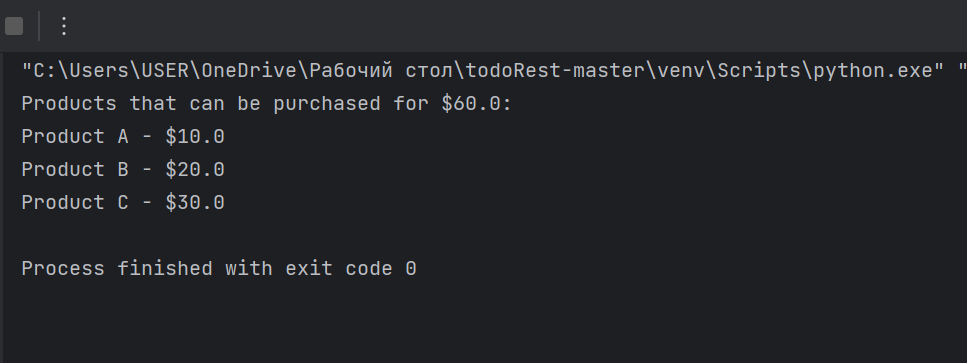 "C:\Users\USER\OneDrive\Рабочий стол\todoRest-master\venv\Scripts\python.exe" "
Products that can be purchased for $60.0:
Product A - $10.0
Product B - $20.0
Product C - $30.0
Process finished with exit code 0